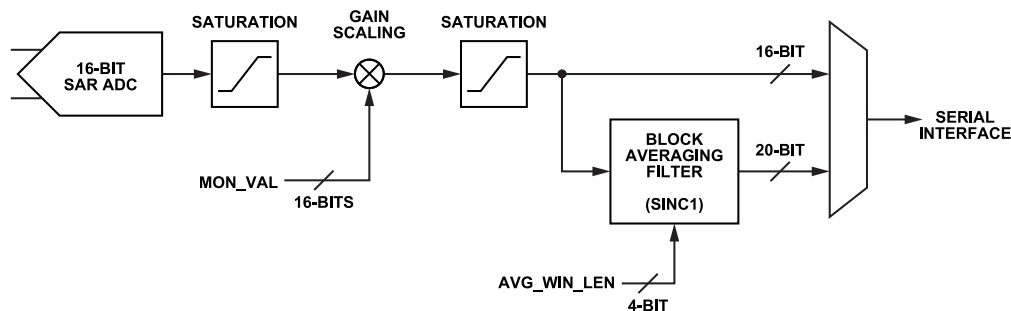 16-BIT
SAR ADC
SATURATION
GAIN
SCALING
SATURATION
MON_VAL
16-BITS
16-BIT
BLOCK
AVERAGING
FILTER
(SINC1)
20-BIT
AVG_WIN_LEN
4-BIT
SERIAL
INTERFACE